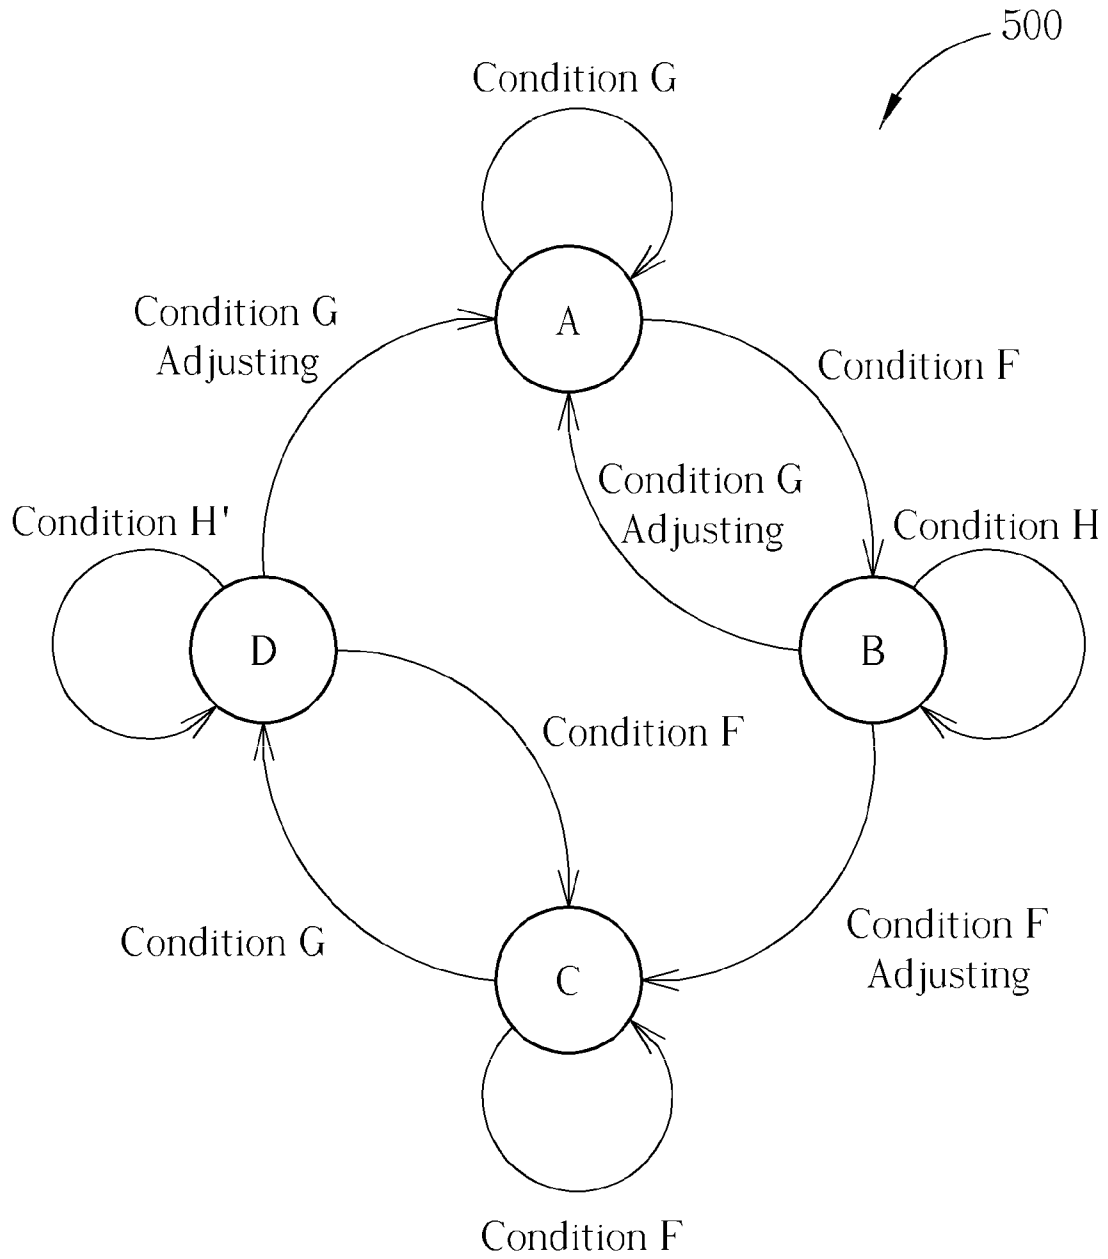 500
Condition G
Condition G
Adjusting
A
Condition F
Condition G
Adjusting
Condition H'
Condition H
D
B
Condition F
Condition G
Condition F
Adjusting
C
Condition F